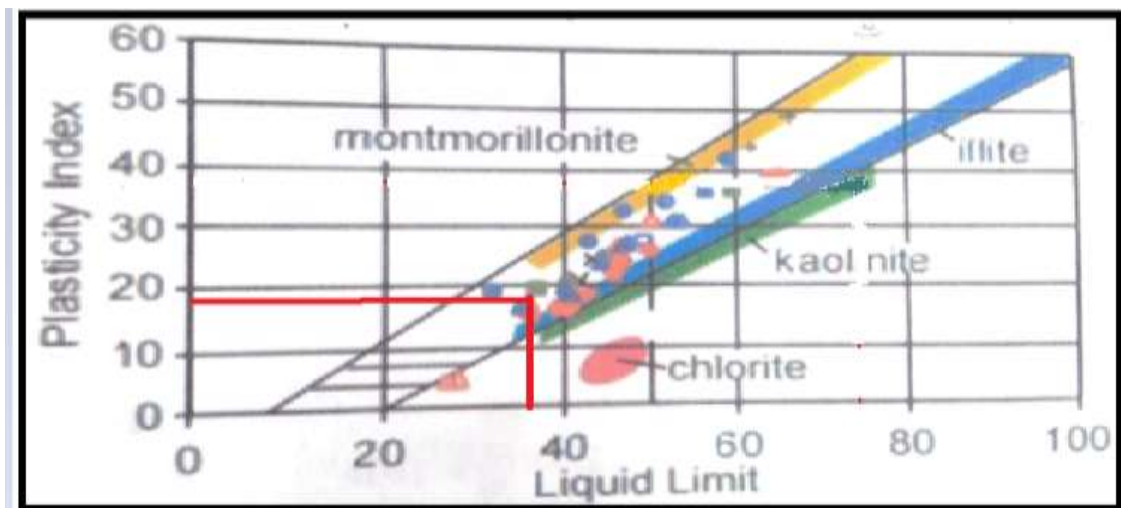 60
50
montmorillonite
40
illite
30
kaol nite
20
10
chlorite
0
0 20 40 60 80 100
Plasticity Index
Liquid Limit